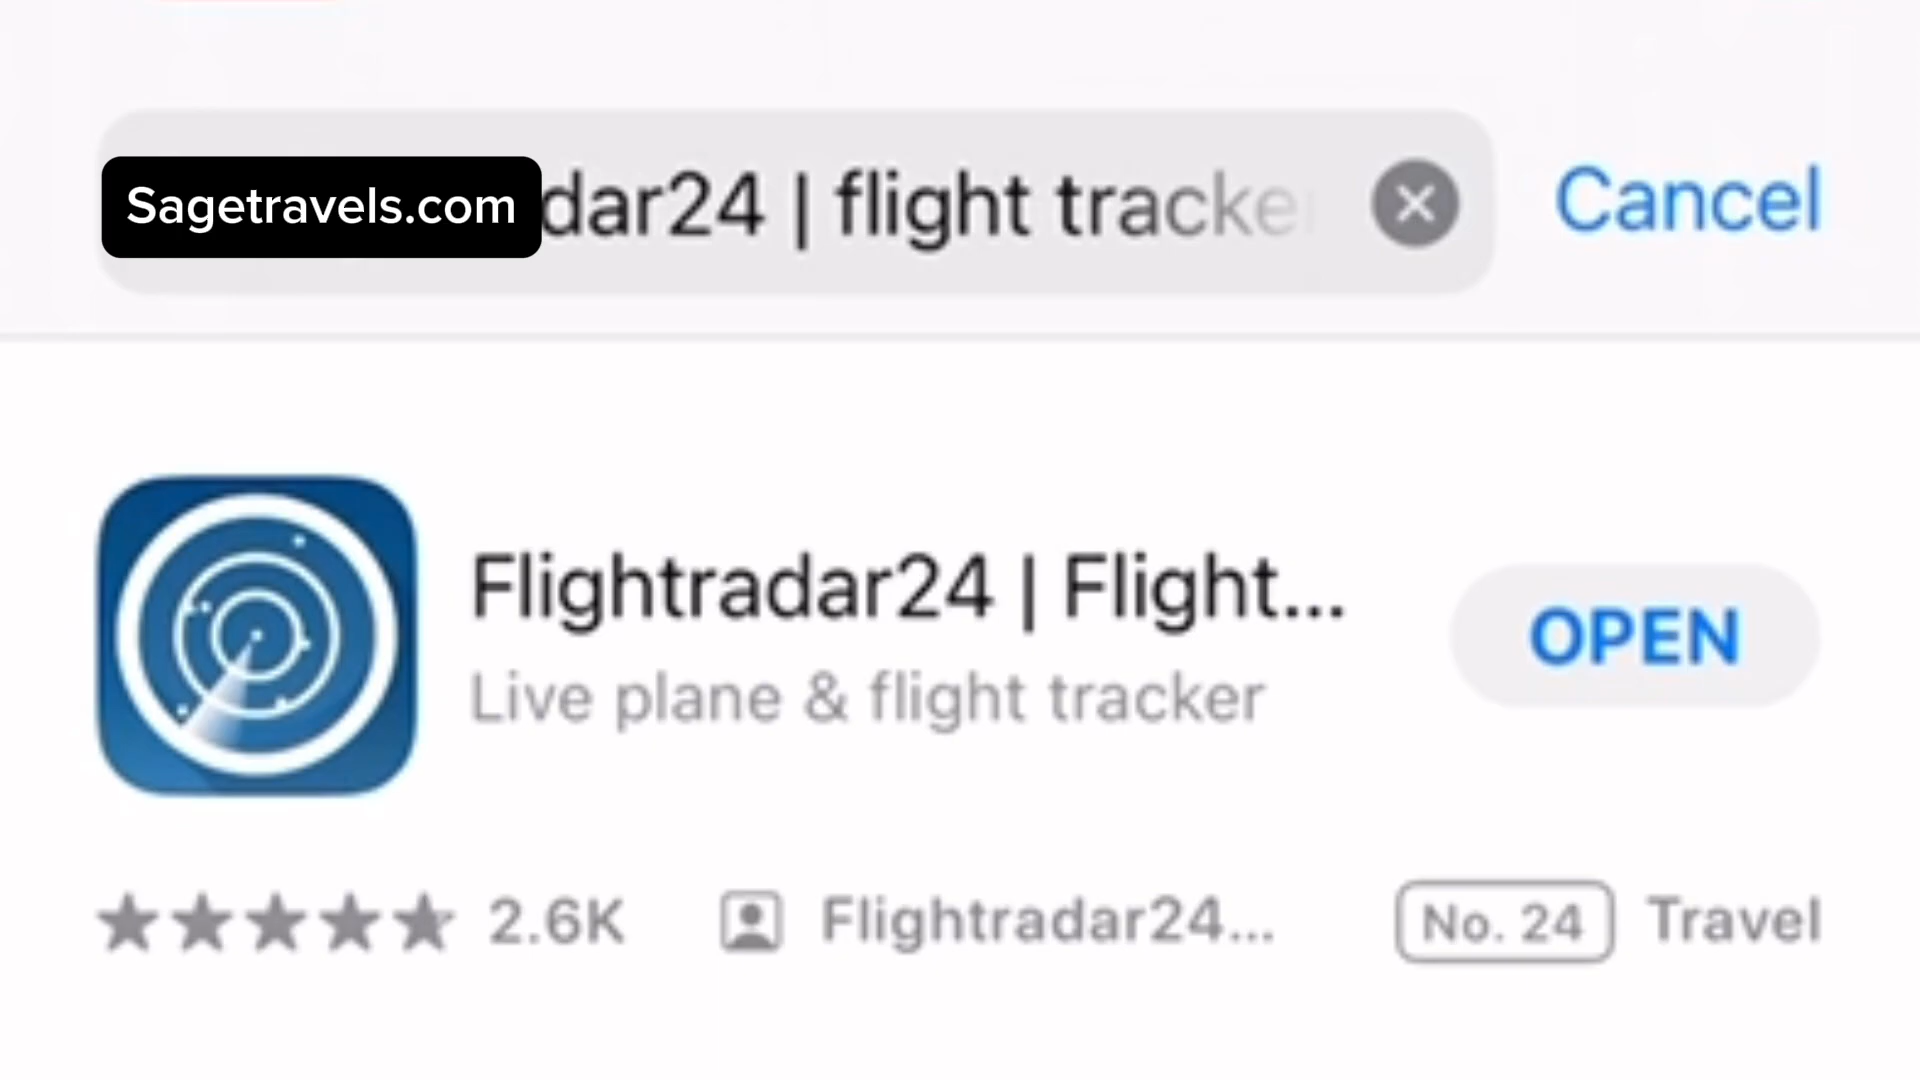 Sagetravels.com
dar24 | flight tracke
Cancel
Flightradar24 | Flight...
Live plane & flight tracker
OPEN
2.6K
Flightradar24...
No. 24
Travel